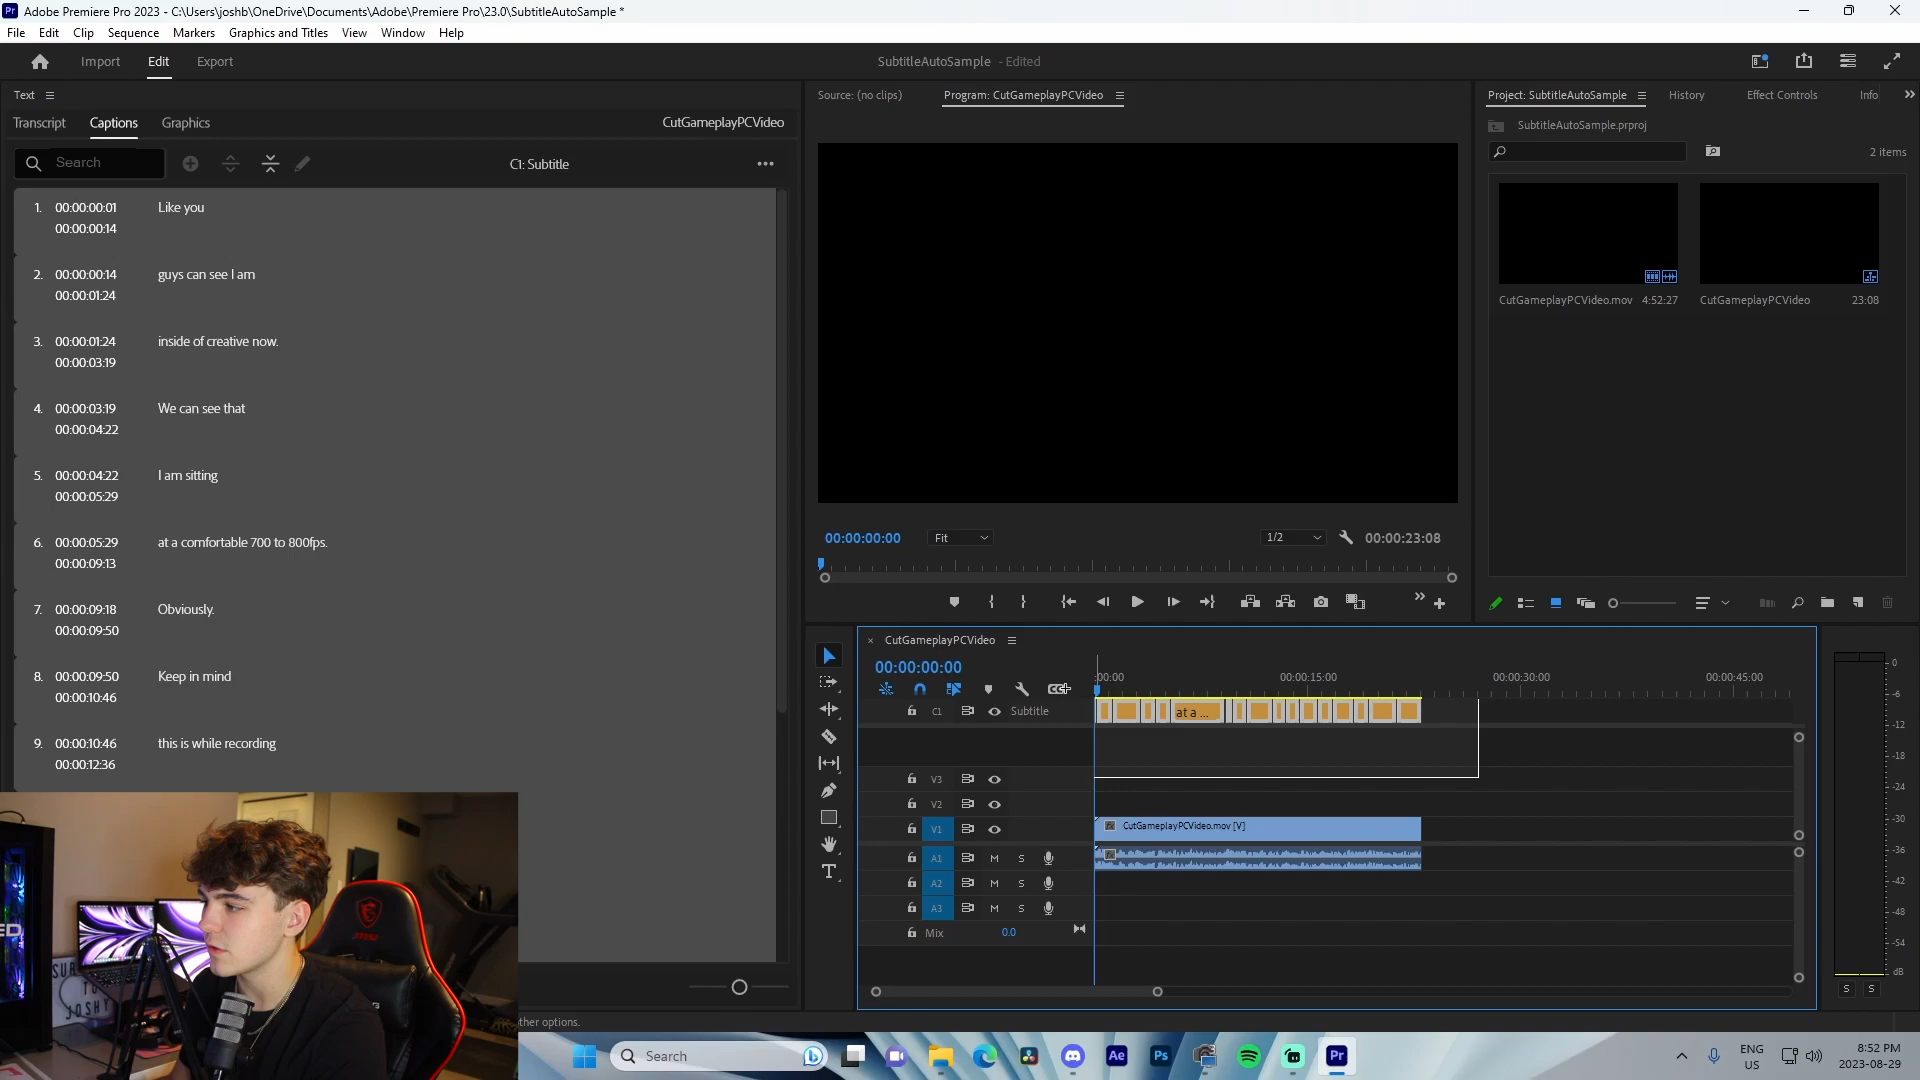 Adobe Premiere Pro 2023 - C:\Users\joshb\OneDrive\Documents\Adobe\Premiere Pro\23.0\SubtitleAutoSample *
File Edit Clip Sequence Markers Graphics and Titles View Window Help
Import Edit Export
SubtitleAutoSample - Edited
Text
Transcript Captions Graphics
CutGameplayPCVideo
Search
C1: Subtitle
1. 00:00:00:01 Like you
00:00:00:14
2. 00:00:00:14 guys can see I am
00:00:01:24
3. 00:00:01:24 inside of creative now.
00:00:03:19
4. 00:00:03:19 We can see that
00:00:04:22
5. 00:00:04:22 I am sitting
00:00:05:29
6. 00:00:05:29 at a comfortable 700 to 800fps.
00:00:09:13
7. 00:00:09:18 Obviously.
00:00:09:50
8. 00:00:09:50 Keep in mind
00:00:10:46
9. 00:00:10:46 this is while recording
00:00:12:36
Source: (no clips) Program: CutGameplayPCVideo
00:00:00:00 Fit 1/2 00:00:23:08
Project: SubtitleAutoSample History Effect Controls Info
SubtitleAutoSample.prproj
2 items
CutGameplayPCVideo.mov 4:52:27 CutGameplayPCVideo 23:08
× CutGameplayPCVideo
00:00:00:00
:00:00 00:00:15:00 00:00:30:00 00:00:45:00
C1 Subtitle at a ...
V3
V2
V1 CutGameplayPCVideo.mov [V]
A1 M S
A2 M S
A3 M S
Mix 0.0
0
-6
-12
-18
-24
-30
-36
-42
-48
-54
dB
S S
ther options.
ED
TO
JOSHY
Search
Ae Ps Pr
ENG
US
8:52 PM
2023-08-29